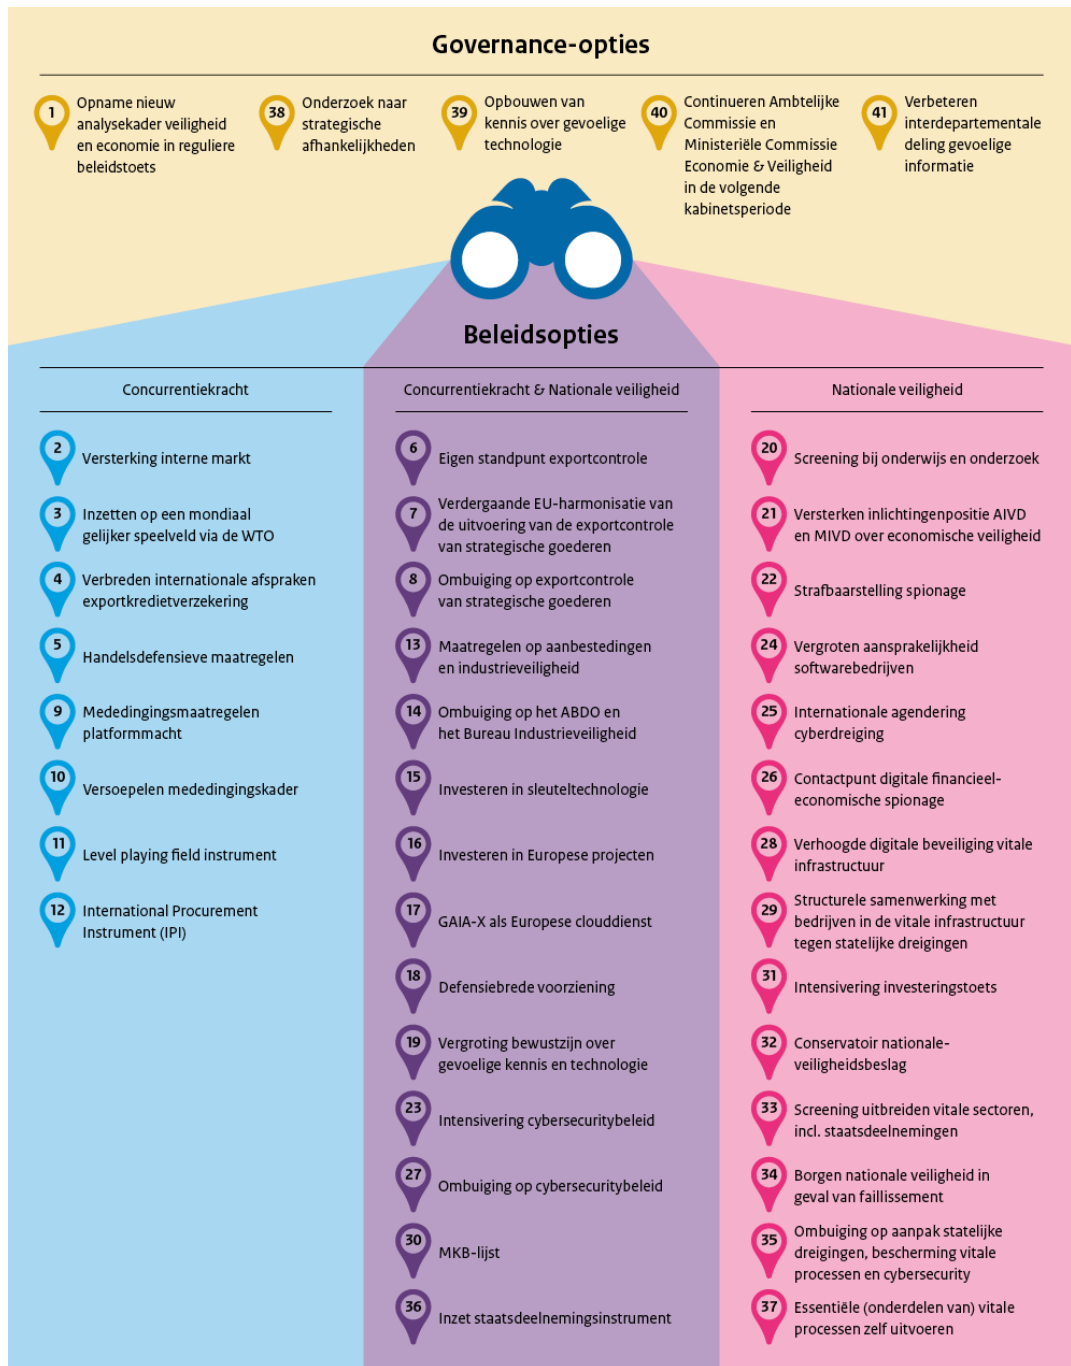 Governance-opties
1
Opname nieuw
analysekader veiligheid
en economie in reguliere
beleidstoets
38
Onderzoek naar
strategische
afhankelijkheden
39
Opbouwen van
kennis over gevoelige
technologie
40
Continueren Ambtelijke
Commissie en
Ministeriële Commissie
Economie & Veiligheid
in de volgende
kabinetsperiode
41
Verbeteren
interdepartementale
deling gevoelige
informatie
Beleidsopties
Concurrentiekracht
2
Versterking interne markt
3
Inzetten op een mondiaal
gelijker speelveld via de WTO
4
Verbreden internationale afspraken
exportkredietverzekering
5
Handelsdefensieve maatregelen
9
Mededingingsmaatregelen
platformmacht
10
Versoepelen mededingingskader
11
Level playing field instrument
12
International Procurement
Instrument (IPI)
Concurrentiekracht & Nationale veiligheid
6
Eigen standpunt exportcontrole
7
Verdergaande EU-harmonisatie van
de uitvoering van de exportcontrole
van strategische goederen
8
Ombuiging op exportcontrole
van strategische goederen
13
Maatregelen op aanbestedingen
en industrieveiligheid
14
Ombuiging op het ABDO en
het Bureau Industrieveiligheid
15
Investeren in sleuteltechnologie
16
Investeren in Europese projecten
17
GAIA-X als Europese clouddienst
18
Defensiebrede voorziening
19
Vergroting bewustzijn over
gevoelige kennis en technologie
23
Intensivering cybersecuritybeleid
27
Ombuiging op cybersecuritybeleid
30
MKB-lijst
36
Inzet staatsdeelnemingsinstrument
Nationale veiligheid
20
Screening bij onderwijs en onderzoek
21
Versterken inlichtingenpositie AIVD
en MIVD over economische veiligheid
22
Strafbaarstelling spionage
24
Vergroten aansprakelijkheid
softwarebedrijven
25
Internationale agendering
cyberdreiging
26
Contactpunt digitale financieel-
economische spionage
28
Verhoogde digitale beveiliging vitale
infrastructuur
29
Structurele samenwerking met
bedrijven in de vitale infrastructuur
tegen statelijke dreigingen
31
Intensivering investeringstoets
32
Conservatoir nationale-
veiligheidsbeslag
33
Screening uitbreiden vitale sectoren,
incl. staatsdeelnemingen
34
Borgen nationale veiligheid in
geval van faillissement
35
Ombuiging op aanpak statelijke
dreigingen, bescherming vitale
processen en cybersecurity
37
Essentiële (onderdelen van) vitale
processen zelf uitvoeren